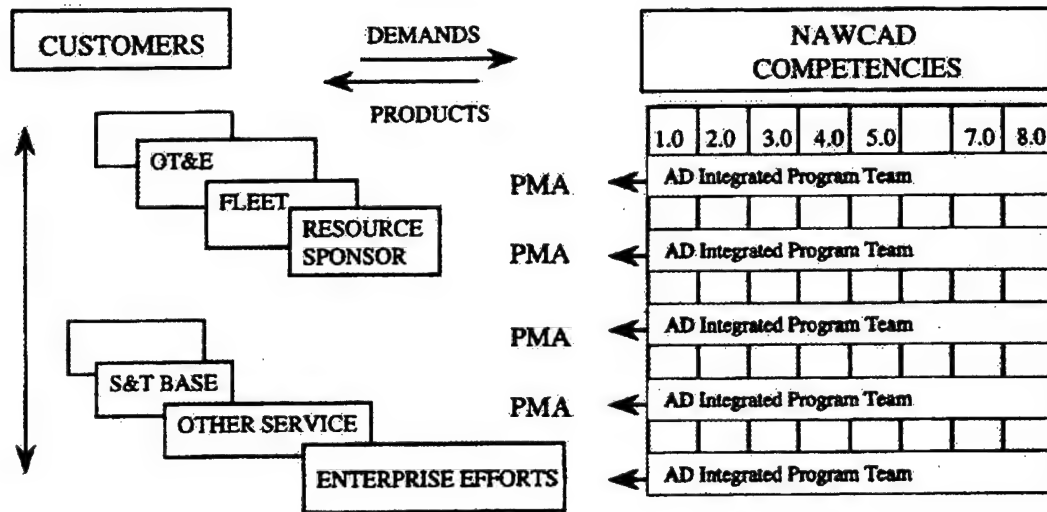 CUSTOMERS
DEMANDS
PRODUCTS
NAWCAD
COMPETENCIES
1.0 2.0 3.0 4.0 5.0 7.0 8.0
OT&E
FLEET
RESOURCE
SPONSOR
S&T BASE
OTHER SERVICE
ENTERPRISE EFFORTS
PMA AD Integrated Program Team
PMA AD Integrated Program Team
PMA AD Integrated Program Team
PMA AD Integrated Program Team
AD Integrated Program Team